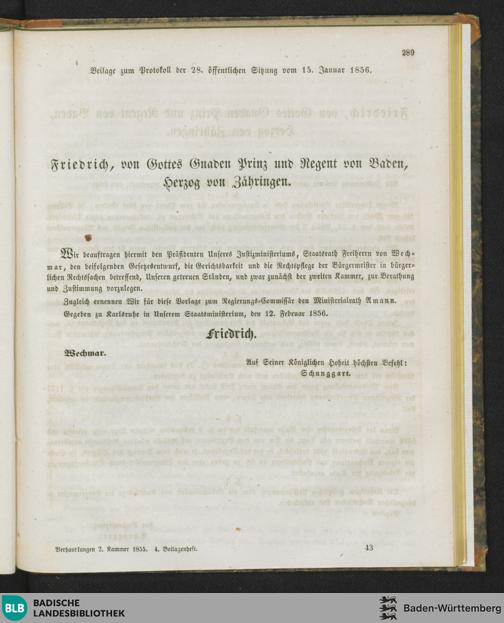 289
Beilage zum Protokoll der 28. öffentlichen Sitzung vom 15. Januar 1856.
Friedrich, von Gottes Gnaden Prinz und Regent von Baden,
Herzog von Zähringen.
Wir beauftragen hiermit den Präsidenten Unseres Justizministeriums, Staatsrath Freiherrn von Wech-
mar, den beifolgenden Gesetzesentwurf, die Gerichtsbarkeit und die Rechtspflege der Bürgermeister in bürger-
lichen Rechtssachen betreffend, Unseren getreuen Ständen, und zwar zunächst der zweiten Kammer, zur Berathung
und Zustimmung vorzulegen.
Zugleich ernennen Wir für diese Vorlage zum Regierungs-Commissär den Ministerialrath Amann.
Gegeben zu Karlsruhe in Unserem Staatsministerium, den 12. Februar 1856.
Friedrich.
Wechmar.
Auf Seiner Königlichen Hoheit höchsten Befehl:
Schunggart.
Verhandlungen 2. Kammer 1855. 4. Beilagenheft.
43
BLB BADISCHE
LANDESBIBLIOTHEK
Baden-Württemberg